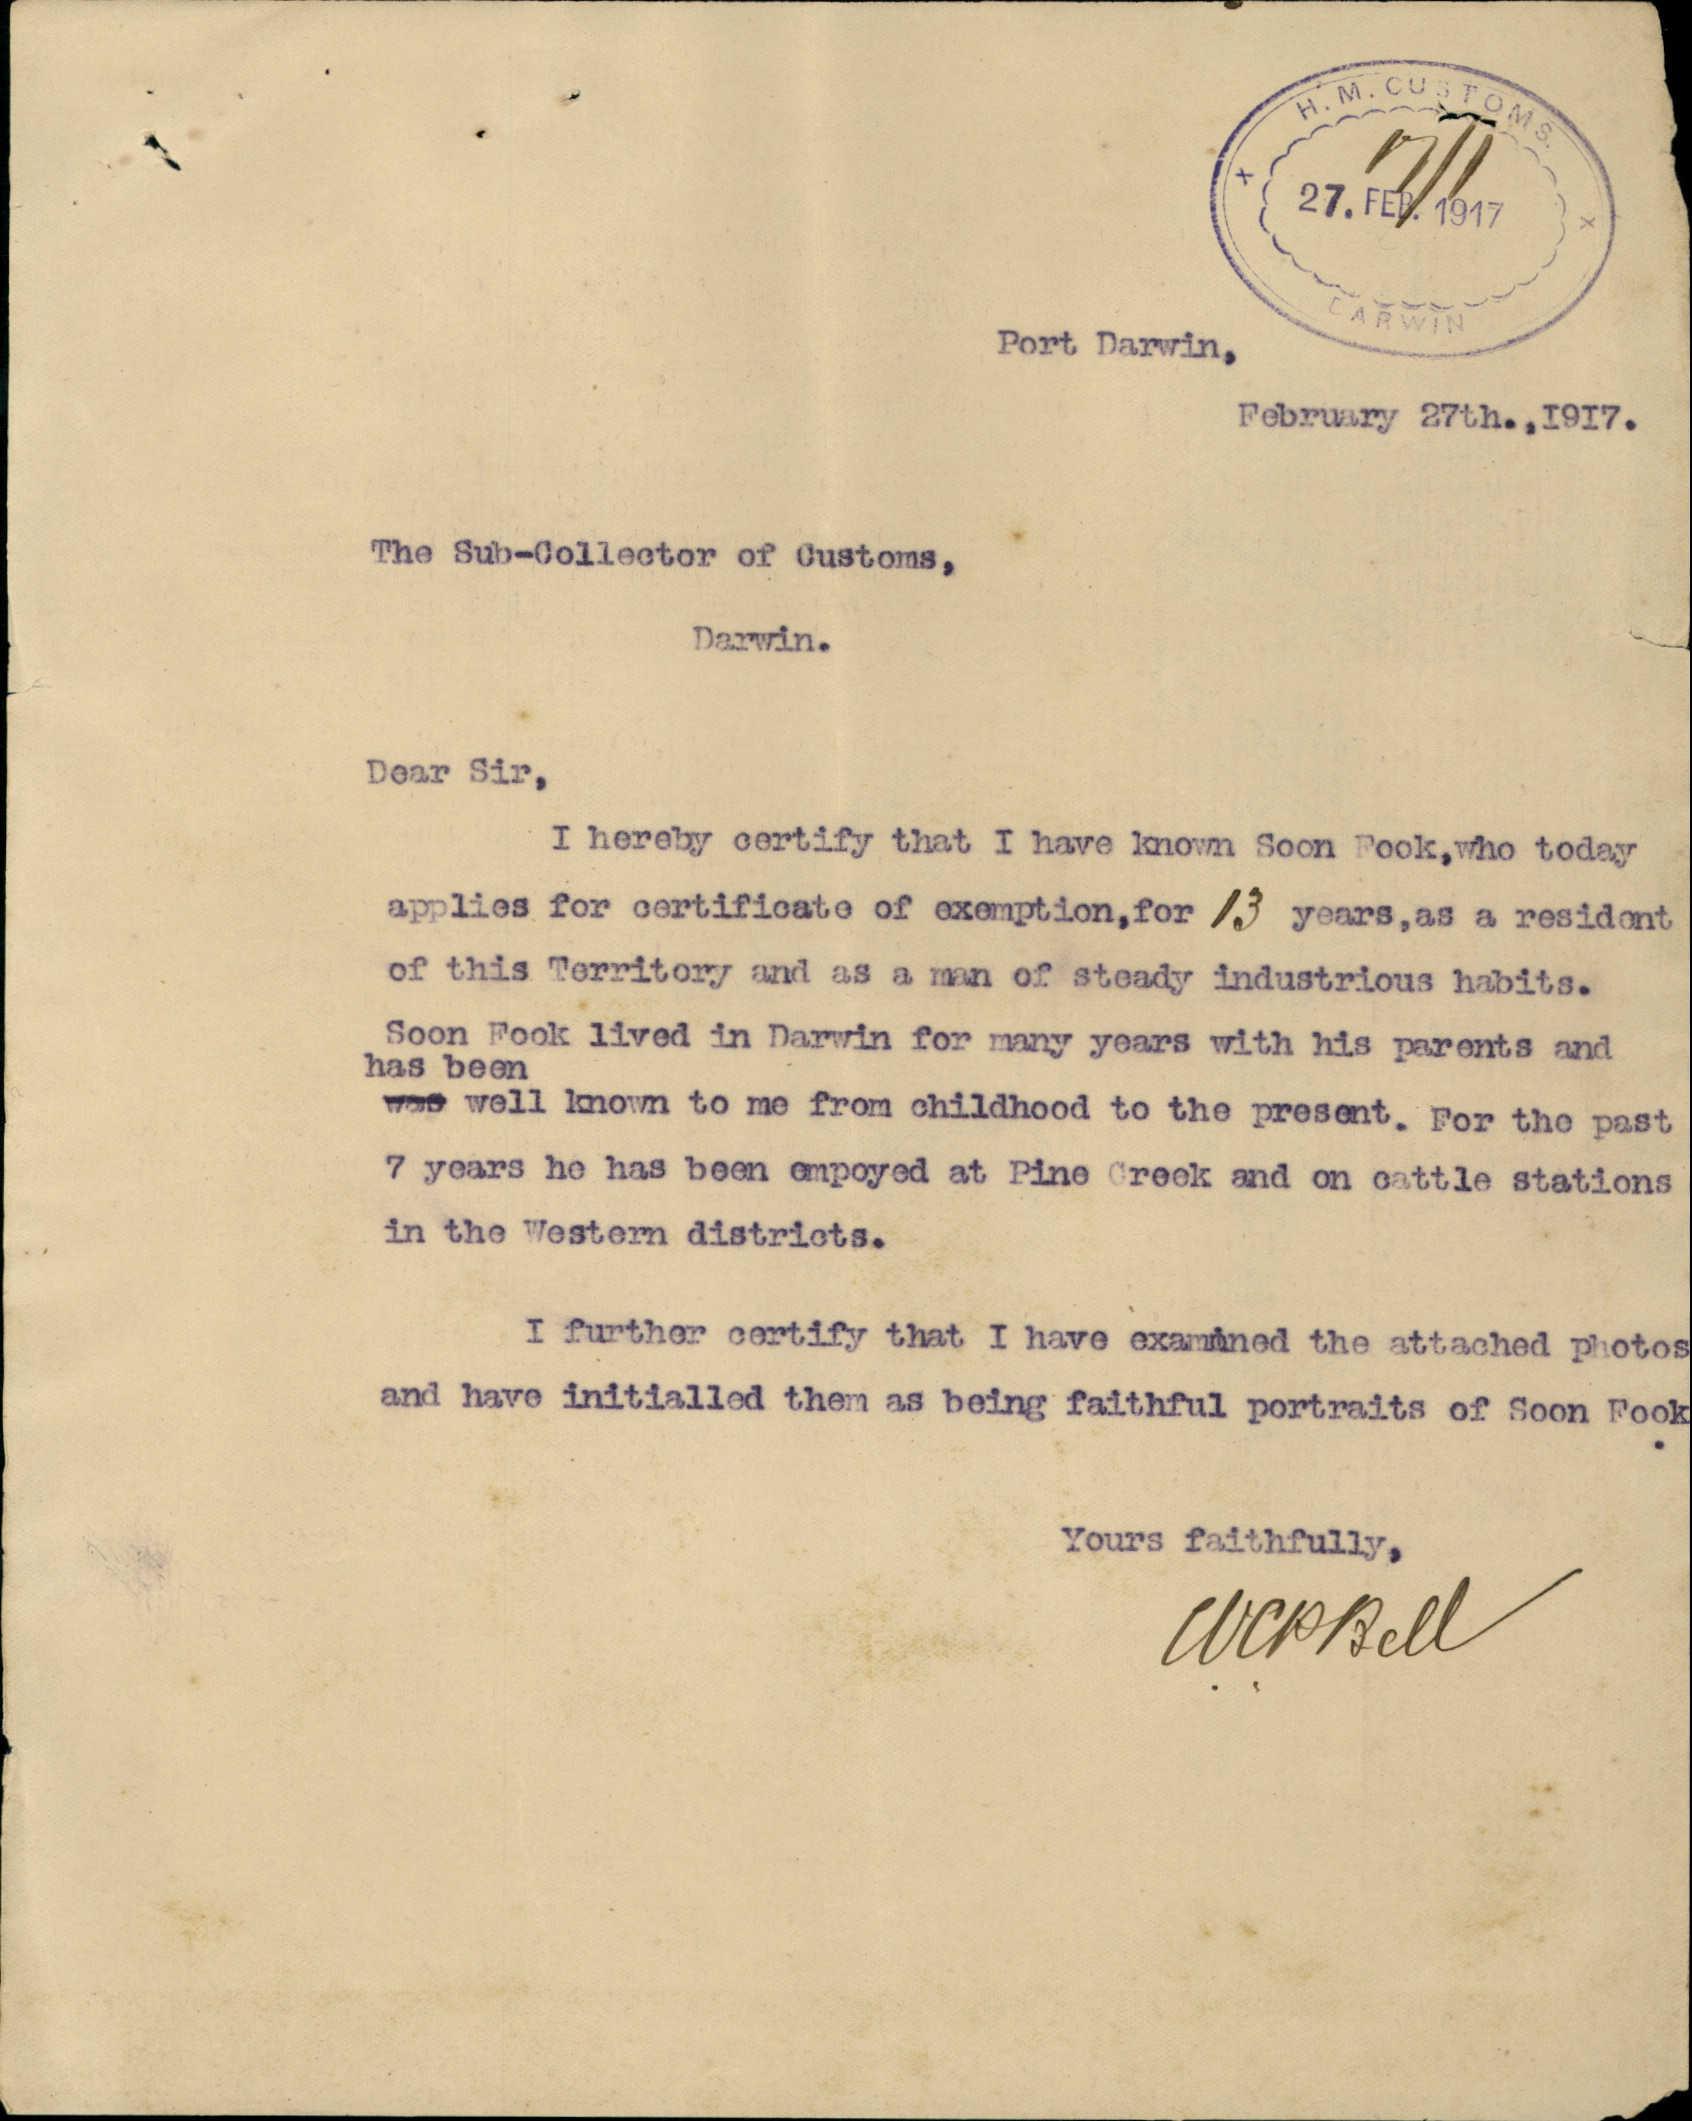 H.M. CUSTOMS.
27. FEB. 1917
DARWIN
Port Darwin,
February 27th.,I9I7.
The Sub-Collector of Customs,
Darwin.
Dear Sir,
I hereby certify that I have known Soon Fook,who today
applies for certificate of exemption,for 13 years,as a resident
of this Territory and as a man of steady industrious habits.
Soon Fook lived in Darwin for many years with his parents and
has been
was well known to me from childhood to the present. For the past
7 years he has been empoyed at Pine Creek and on cattle stations
in the Western districts.
I further certify that I have examined the attached photos
and have initialled them as being faithful portraits of Soon Fook
.
Yours faithfully,
Bell